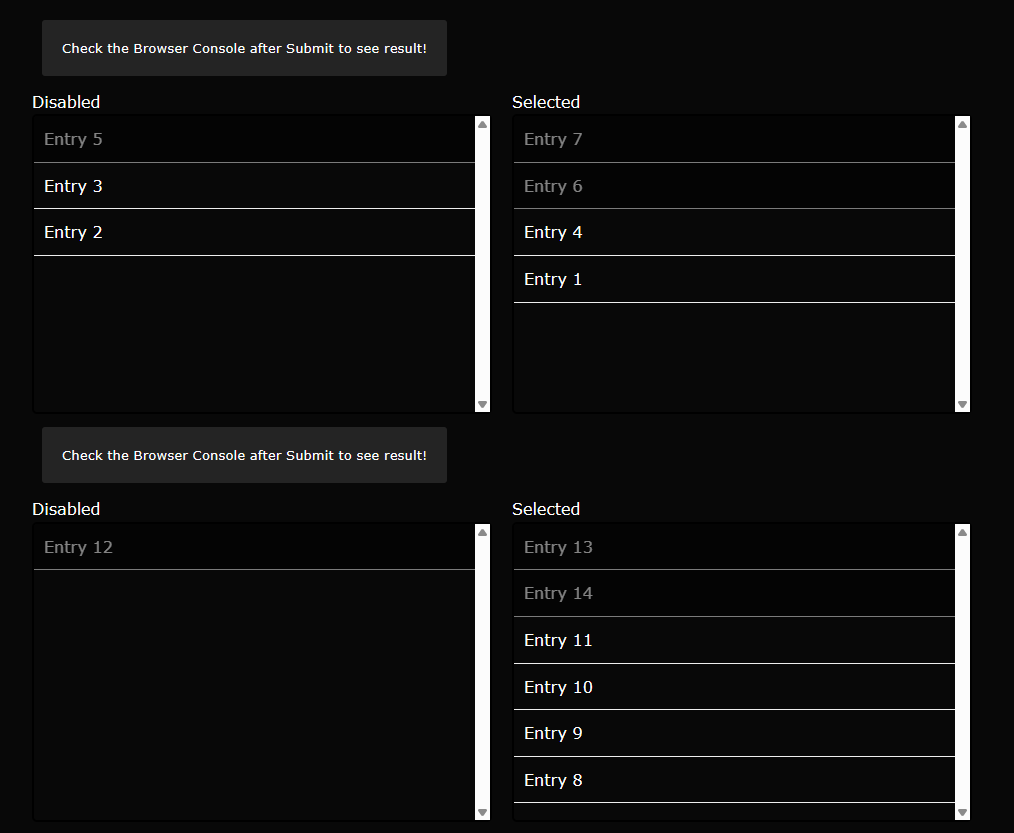 Check the Browser Console after Submit to see result!
Disabled
Entry 5
Entry 3
Entry 2
Selected
Entry 7
Entry 6
Entry 4
Entry 1
Check the Browser Console after Submit to see result!
Disabled
Entry 12
Selected
Entry 13
Entry 14
Entry 11
Entry 10
Entry 9
Entry 8